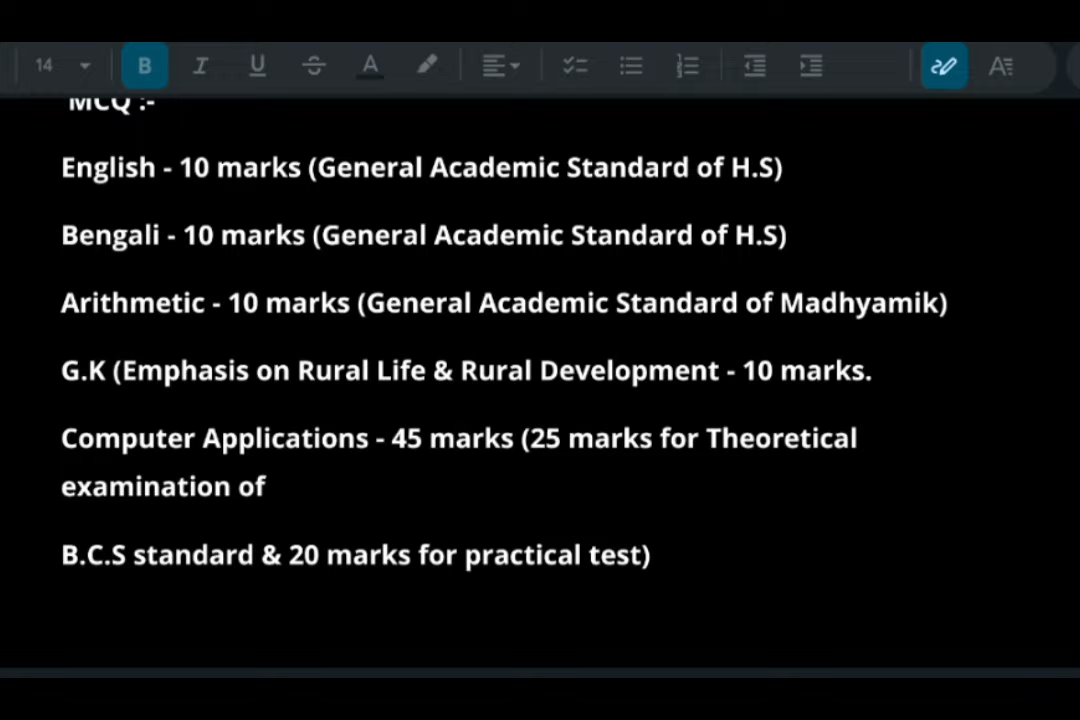 14
B I U S A
A
MCQ :-
English - 10 marks (General Academic Standard of H.S)
Bengali - 10 marks (General Academic Standard of H.S)
Arithmetic - 10 marks (General Academic Standard of Madhyamik)
G.K (Emphasis on Rural Life & Rural Development - 10 marks.
Computer Applications - 45 marks (25 marks for Theoretical
examination of
B.C.S standard & 20 marks for practical test)